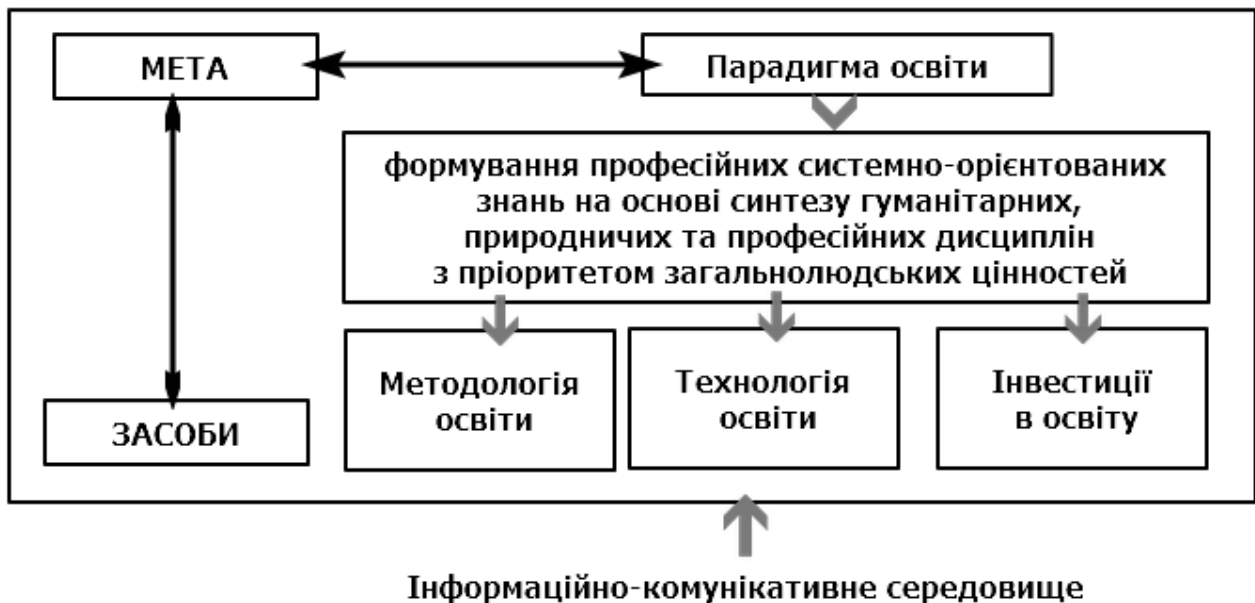 МЕТА
Парадигма освіти
формування професійних системно-орієнтованих
знань на основі синтезу гуманітарних,
природничих та професійних дисциплін
з пріоритетом загальнолюдських цінностей
ЗАСОБИ
Методологія
освіти
Технологія
освіти
Інвестиції
в освіту
Інформаційно-комунікативне середовище